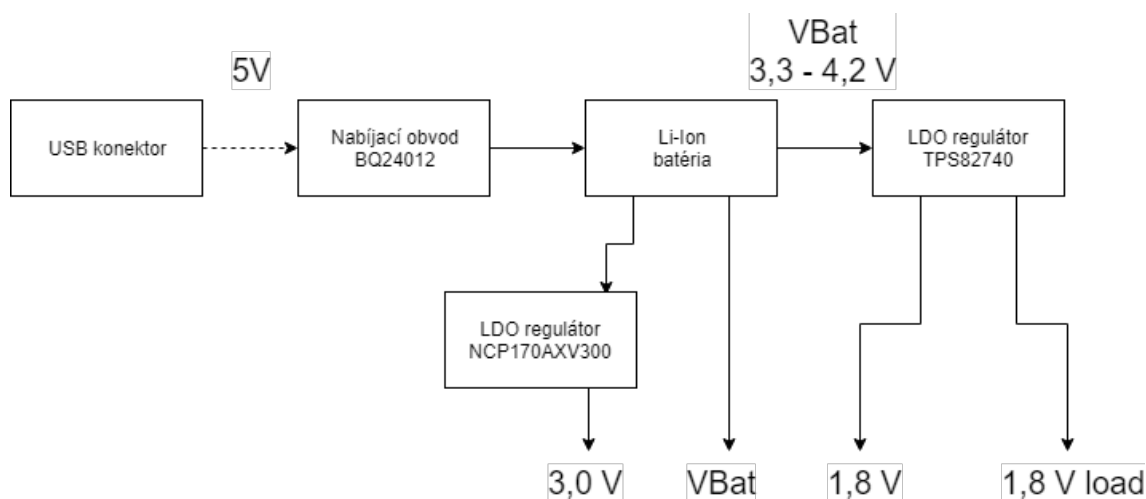 VBat
3,3 - 4,2 V
5V
USB konektor
Nabíjací obvod
BQ24012
Li-Ion
batéria
LDO regulátor
TPS82740
LDO regulátor
NCP170AXV300
3,0 V
VBat
1,8 V
1,8 V load